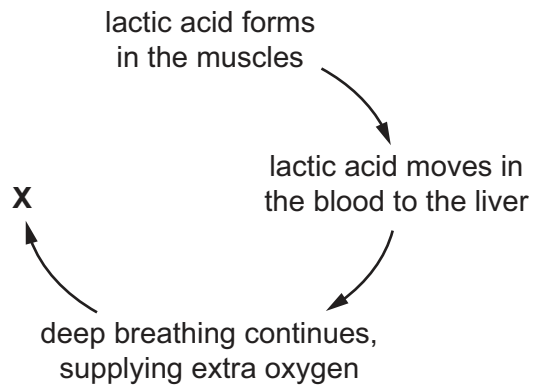 lactic acid forms
in the muscles
lactic acid moves in
the blood to the liver
X
deep breathing continues,
supplying extra oxygen